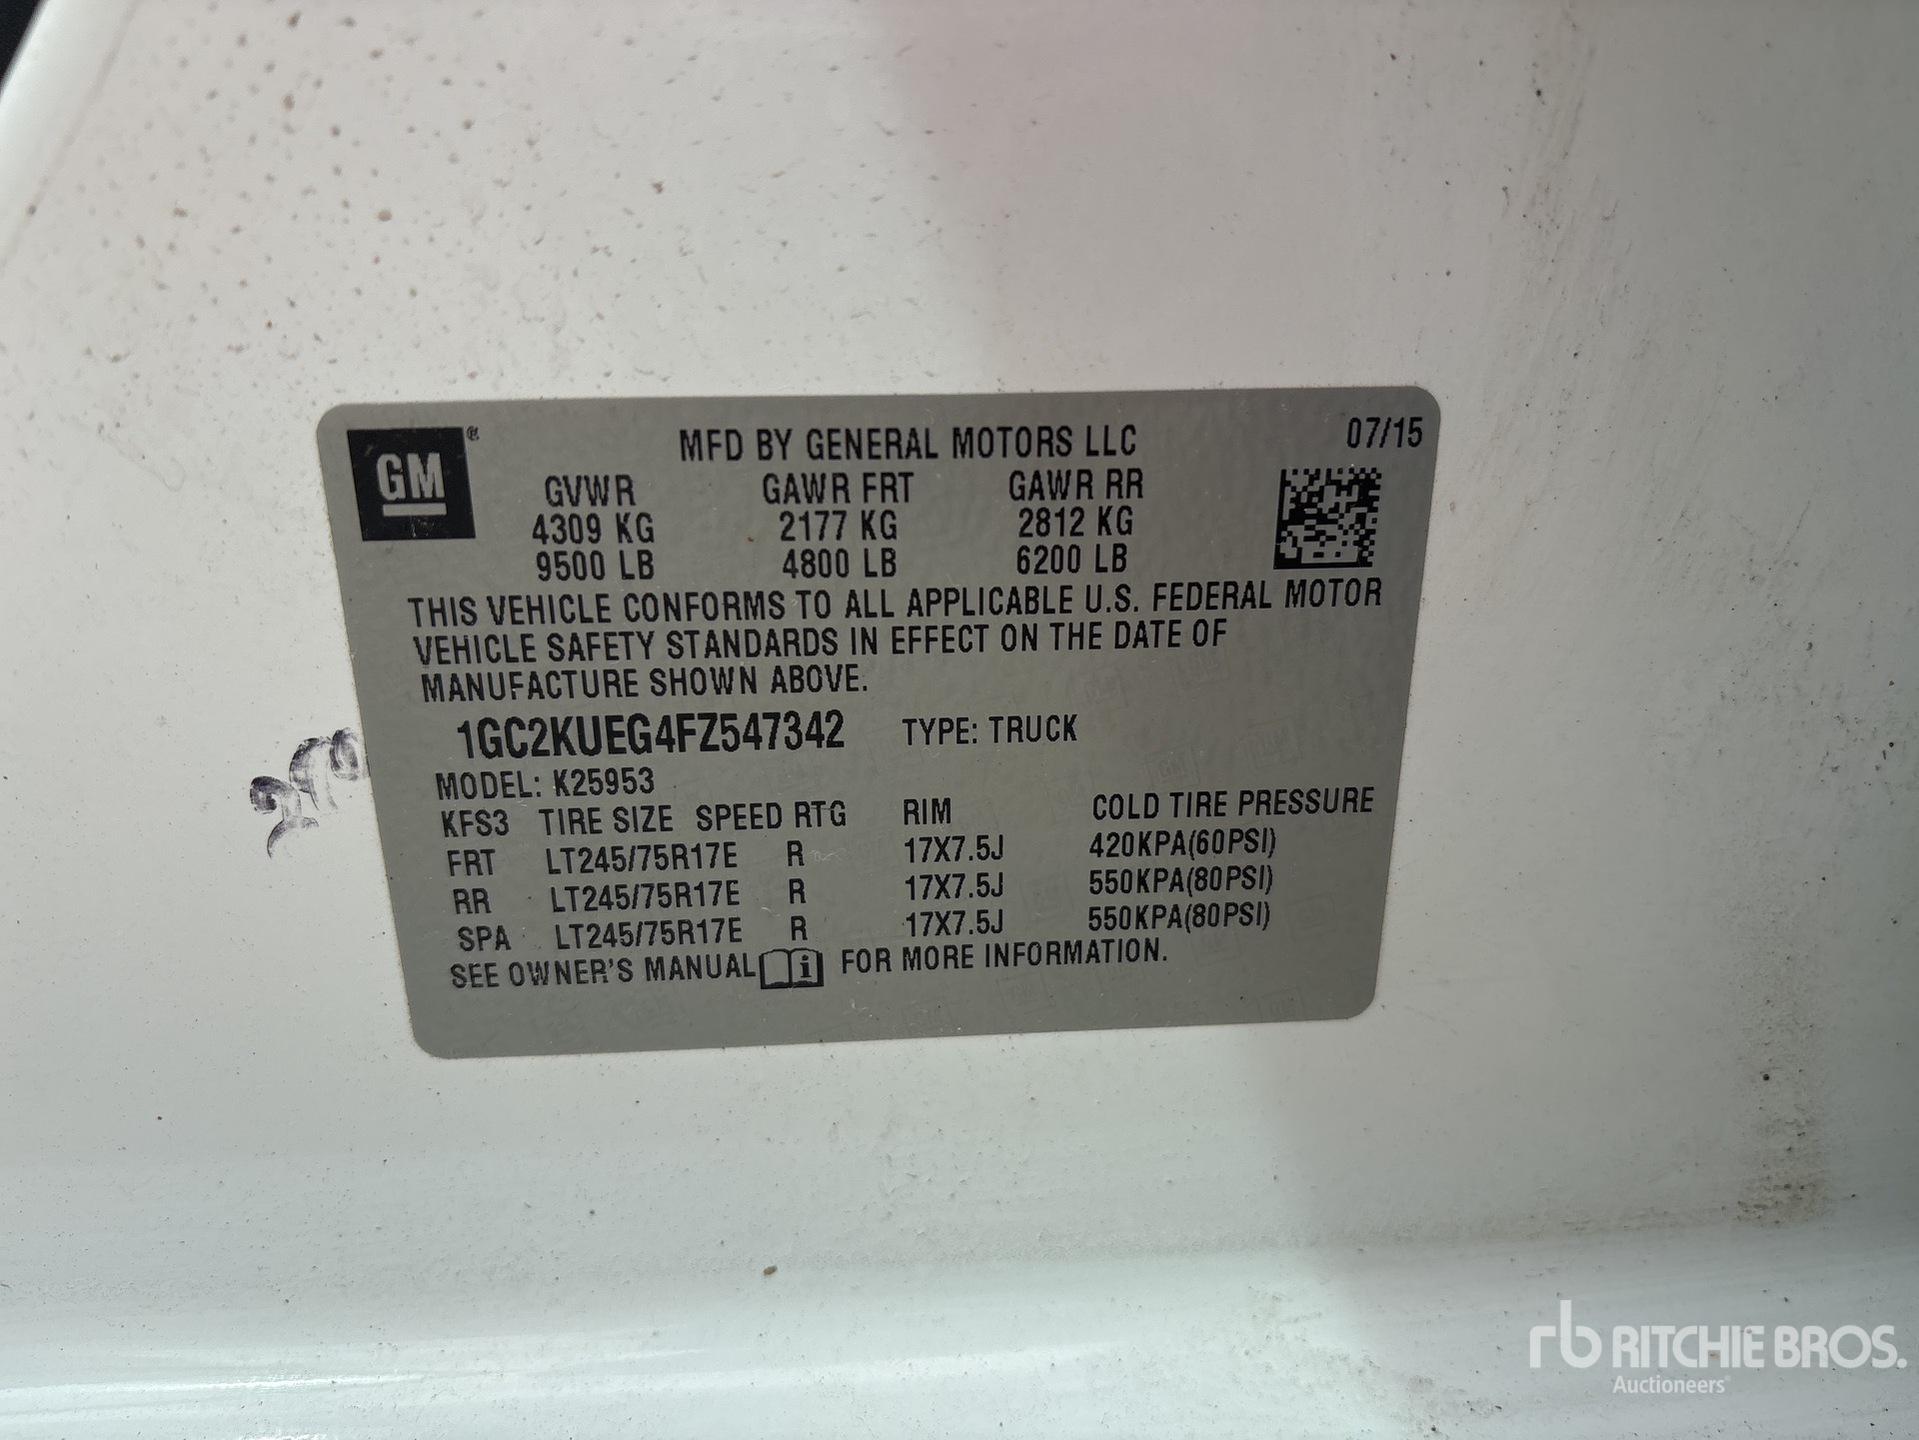 GM
MFD BY GENERAL MOTORS LLC 07/15
GVWR GAWR FRT GAWR RR
4309 KG 2177 KG 2812 KG
9500 LB 4800 LB 6200 LB
THIS VEHICLE CONFORMS TO ALL APPLICABLE U.S. FEDERAL MOTOR
VEHICLE SAFETY STANDARDS IN EFFECT ON THE DATE OF
MANUFACTURE SHOWN ABOVE.
1GC2KUEG4FZ547342 TYPE: TRUCK
MODEL: K25953
KFS3 TIRE SIZE SPEED RTG RIM COLD TIRE PRESSURE
FRT LT245/75R17E R 17X7.5J 420KPA(60PSI)
RR LT245/75R17E R 17X7.5J 550KPA(80PSI)
SPA LT245/75R17E R 17X7.5J 550KPA(80PSI)
SEE OWNER'S MANUAL FOR MORE INFORMATION.
rb RITCHIE BROS.
Auctioneers